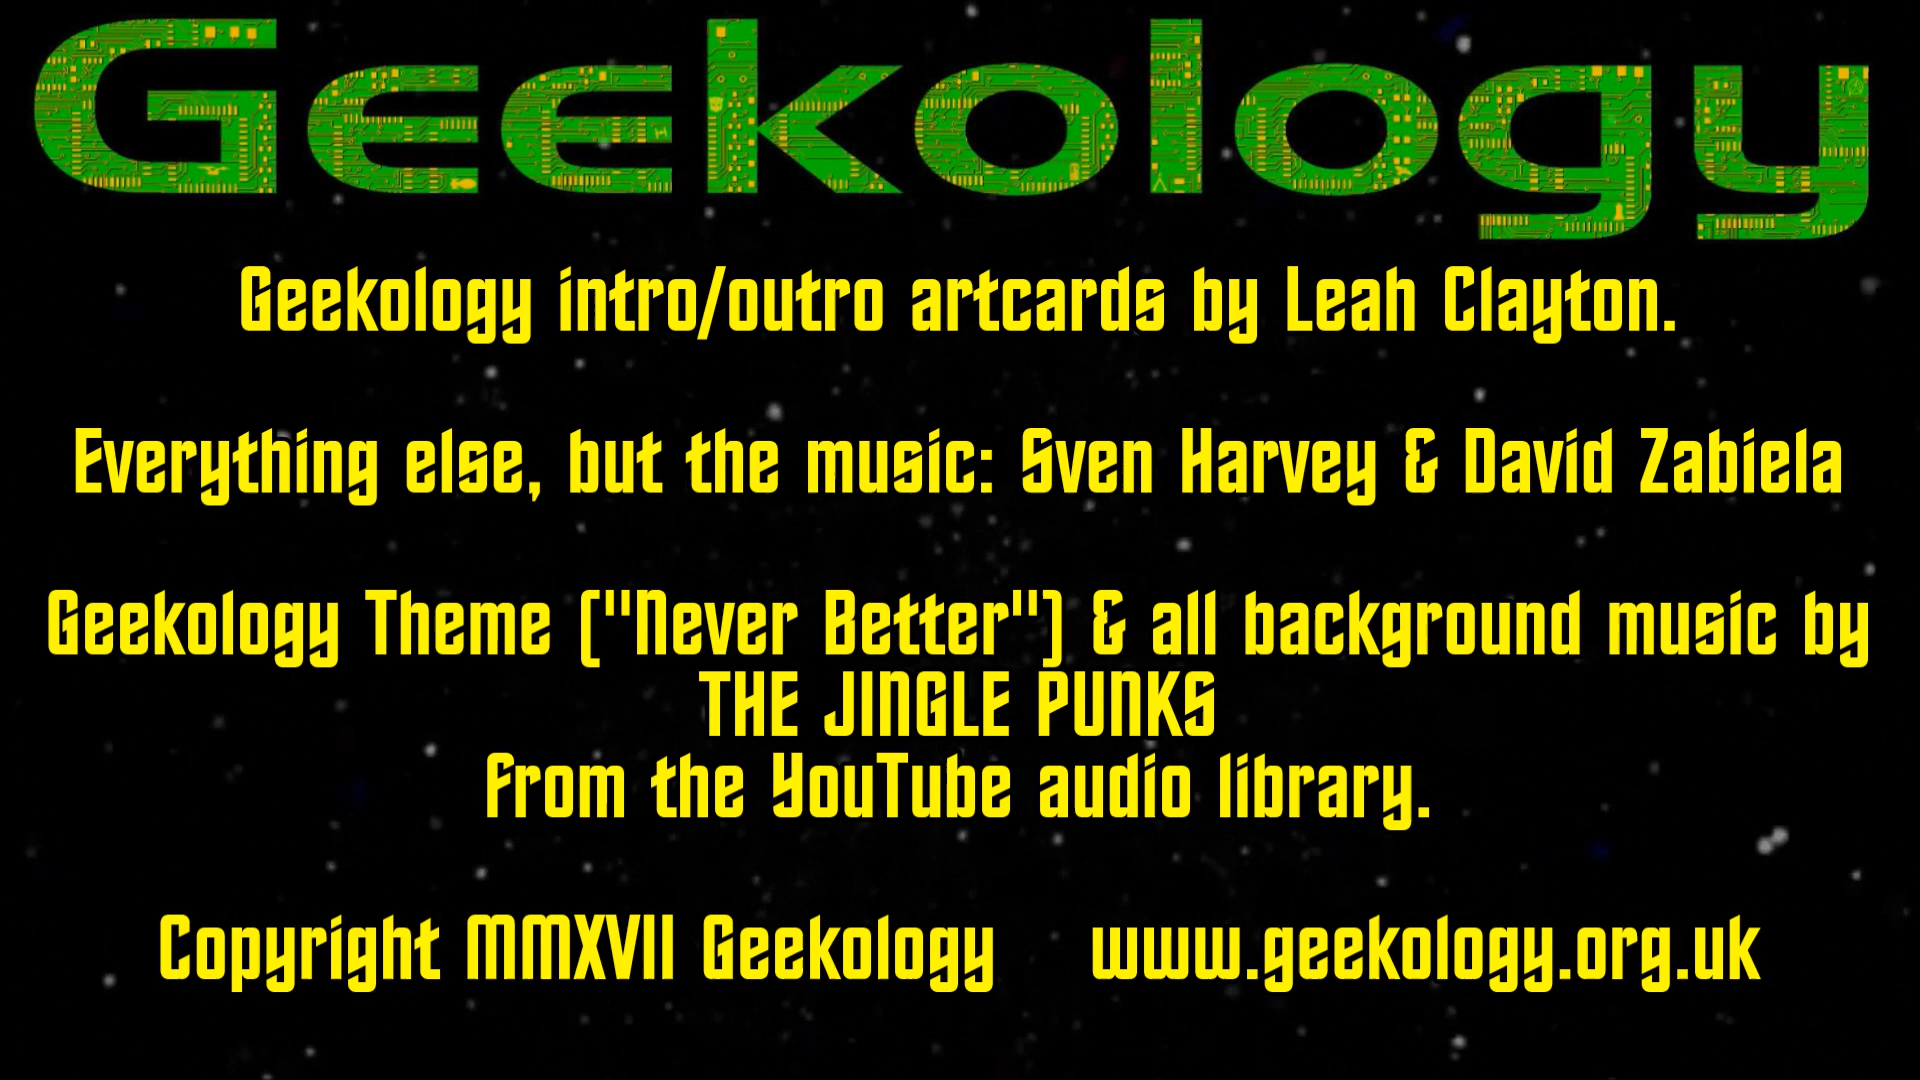 Geekology
Geekology intro/outro artcards by Leah Clayton.
Everything else, but the music: Sven Harvey & David Zabiela
Geekology Theme ("Never Better") & all background music by
THE JINGLE PUNKS
from the YouTube audio library.
Copyright MMXVII Geekology www.geekology.org.uk